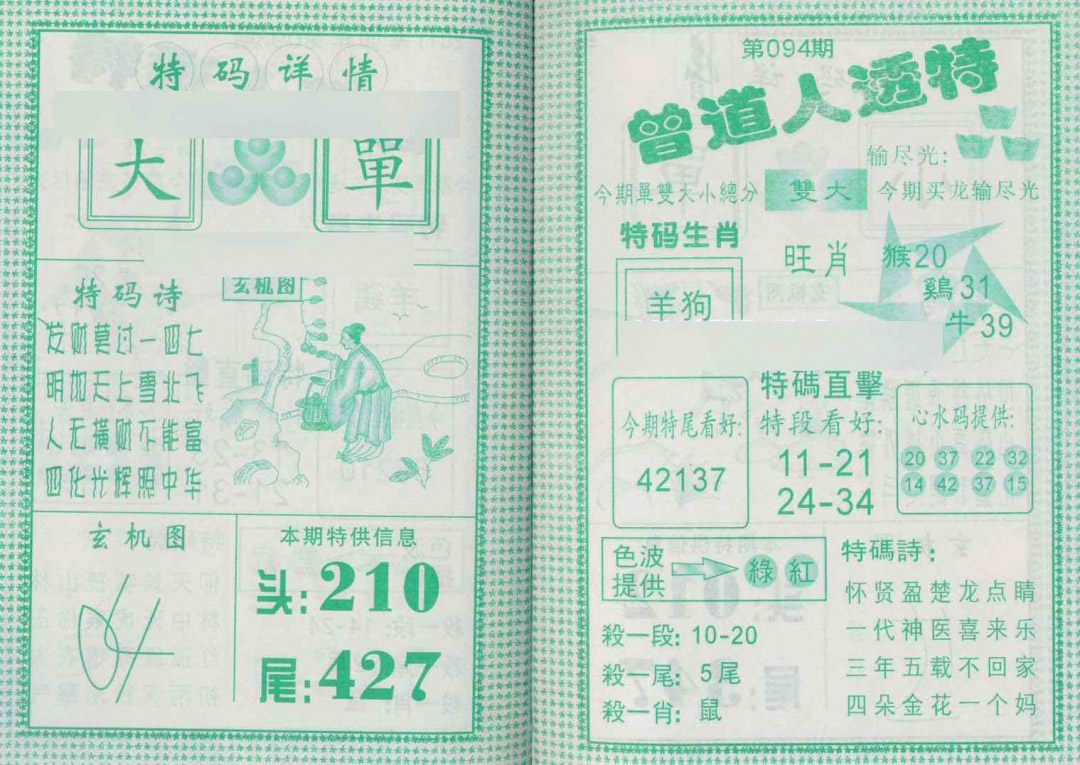 特码详情
大 單
特码诗
发财莫过一四七
明如天上雪北飞
人无横财不能富
四化光辉照中华
玄机图
玄机图
本期特供信息
头:210
尾:427
第094期
曾道人透特
输尽光:
今期單雙大小總分 雙大 今期买龙输尽光
特码生肖
羊狗
旺肖
猴20
鷄31
牛39
今期特尾看好:
42137
特碼直擊
特段看好:
11-21
24-34
心水码提供:
20 37 22 32
14 42 37 15
色波
提供
綠 紅
殺一段: 10-20
殺一尾: 5尾
殺一肖: 鼠
特碼詩:
怀贤盈楚龙点睛
一代神医喜来乐
三年五载不回家
四朵金花一个妈